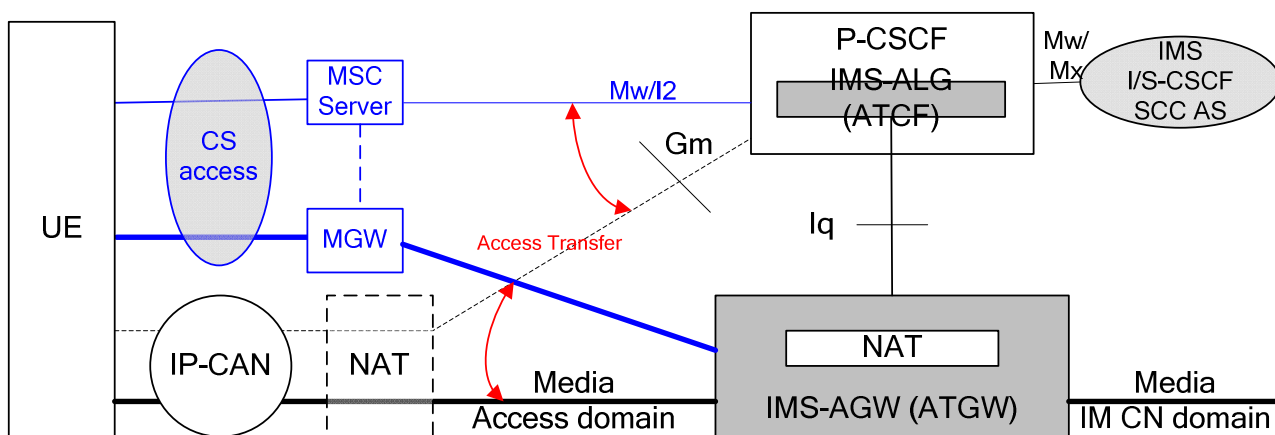 UE
CS
access
MSC
Server
MGW
Mw/I2
P-CSCF
IMS-ALG
(ATCF)
Mw/
Mx
IMS
I/S-CSCF
SCC AS
Gm
Iq
Access Transfer
IP-CAN
NAT
Media
Access domain
NAT
IMS-AGW (ATGW)
Media
IM CN domain